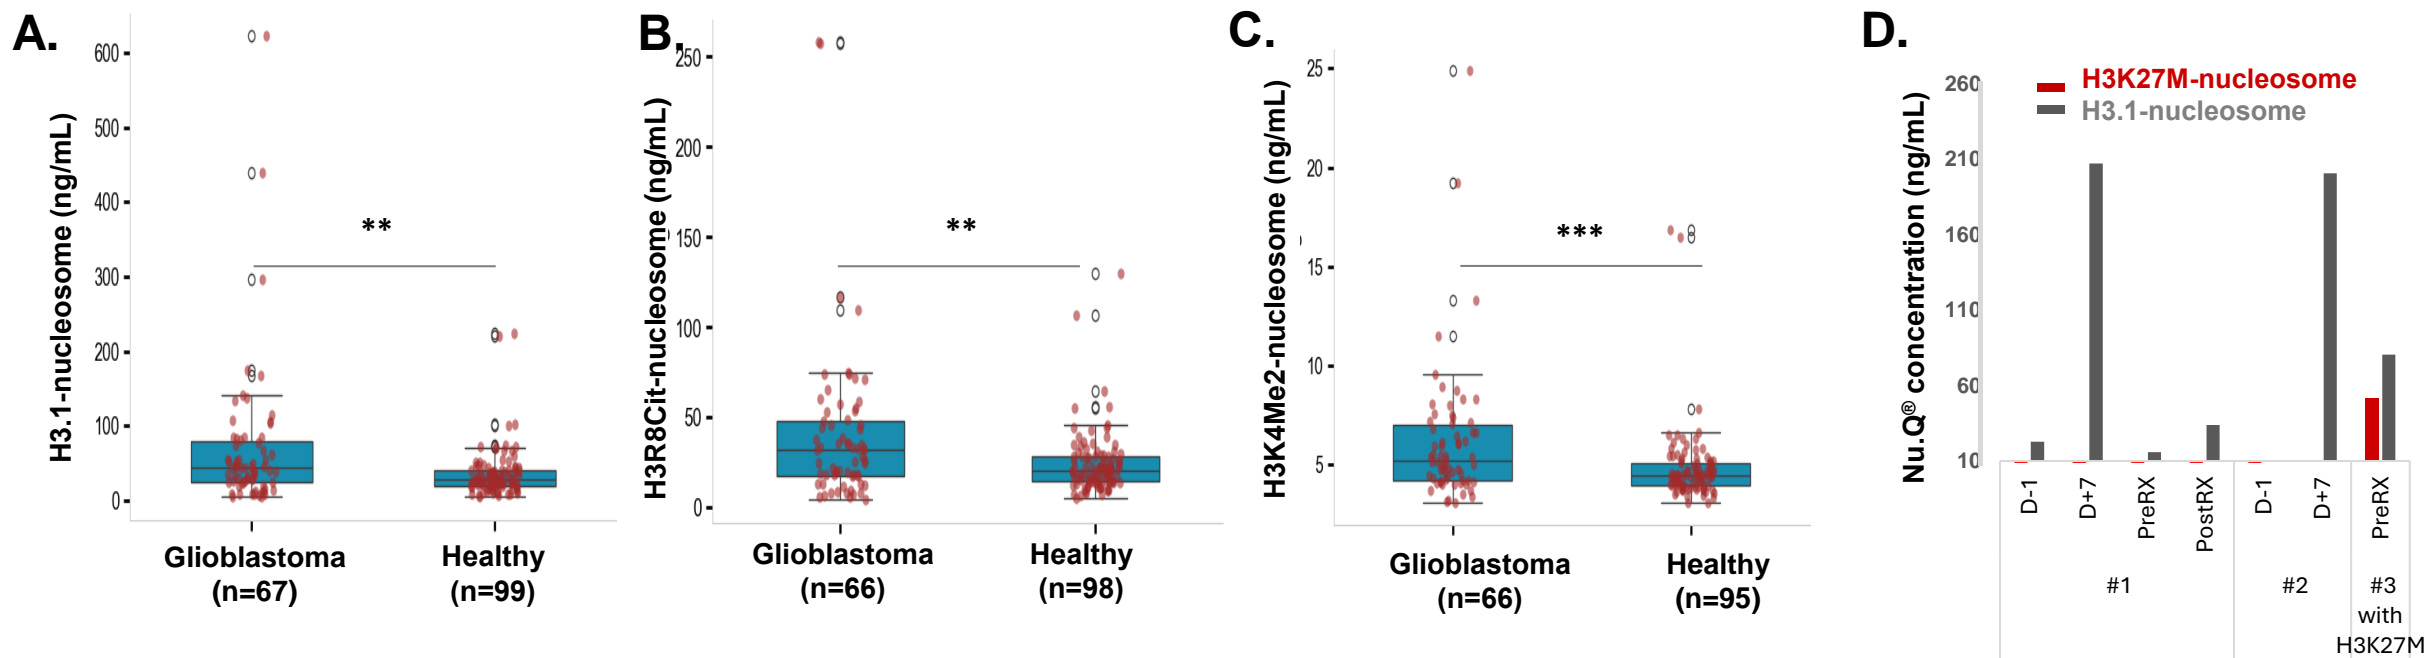 A.
H3.1-nucleosome (ng/mL)
600
500
400
300
200
100
0
**
Glioblastoma
(n=67)
Healthy
(n=99)
B.
H3R8Cit-nucleosome (ng/mL)
250
200
150
100
50
0
**
Glioblastoma
(n=66)
Healthy
(n=98)
C.
H3K4Me2-nucleosome (ng/mL)
25
20
15
10
5
***
Glioblastoma
(n=66)
Healthy
(n=95)
D.
H3K27M-nucleosome
H3.1-nucleosome
Nu.Q® concentration (ng/mL)
260
210
160
110
60
10
D-1
D+7
PreRX
PostRX
D-1
D+7
PreRX
#1
#2
#3
with
H3K27M